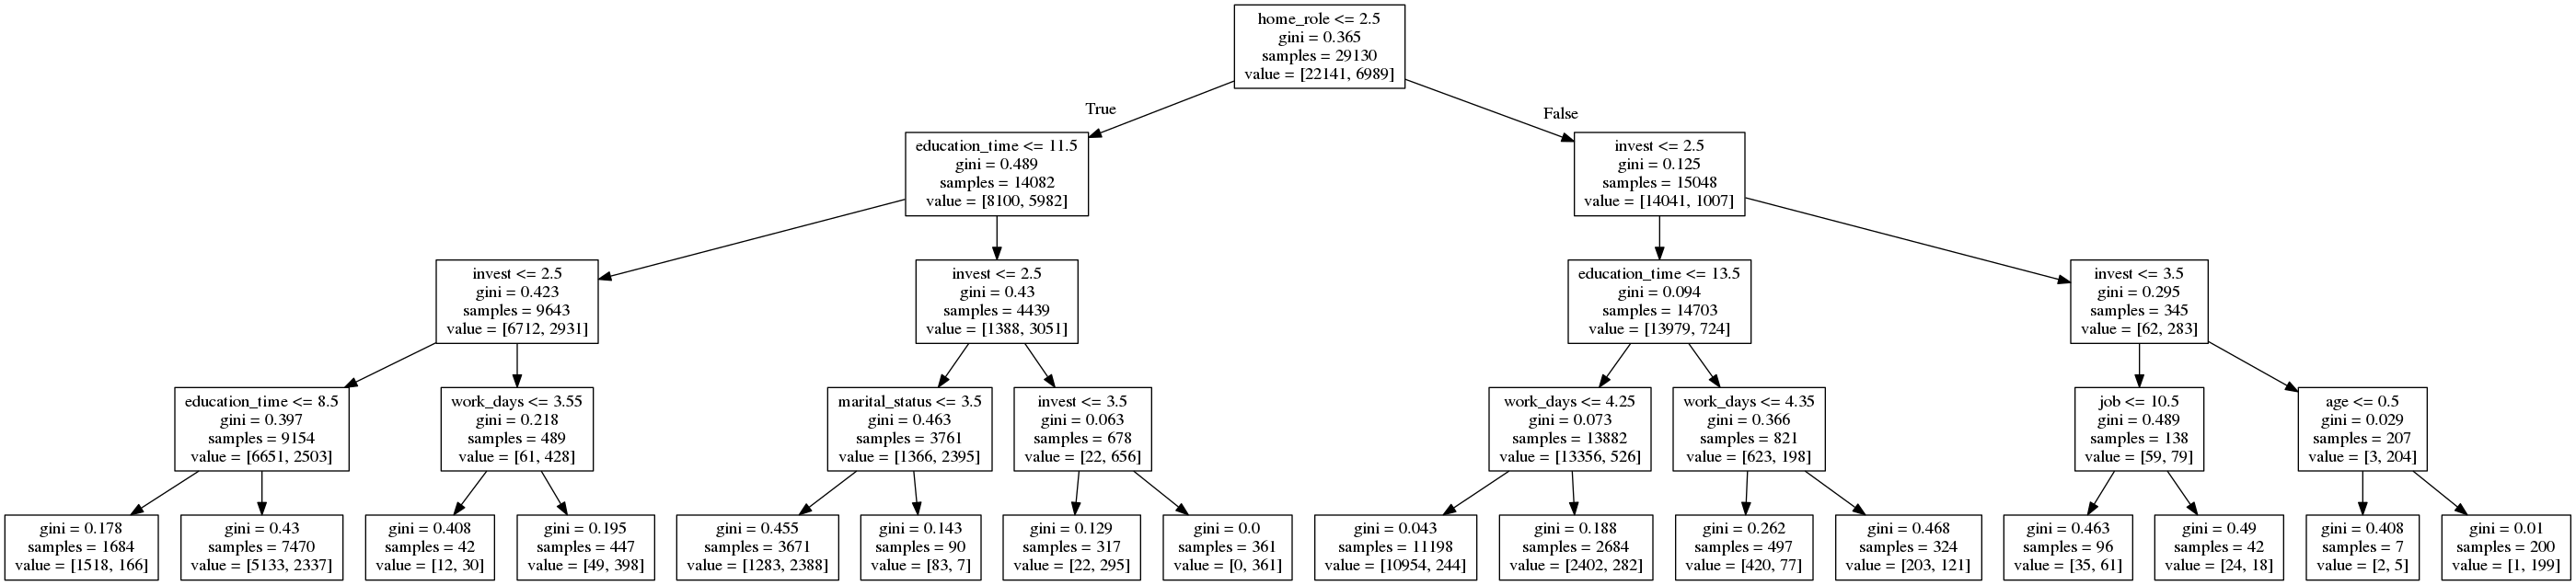 home_role <= 2.5
gini = 0.365
samples = 29130
value = [22141, 6989]
True
False
education_time <= 11.5
gini = 0.489
samples = 14082
value = [8100, 5982]
invest <= 2.5
gini = 0.125
samples = 15048
value = [14041, 1007]
invest <= 2.5
gini = 0.423
samples = 9643
value = [6712, 2931]
invest <= 2.5
gini = 0.43
samples = 4439
value = [1388, 3051]
education_time <= 13.5
gini = 0.094
samples = 14703
value = [13979, 724]
invest <= 3.5
gini = 0.295
samples = 345
value = [62, 283]
education_time <= 8.5
gini = 0.397
samples = 9154
value = [6651, 2503]
work_days <= 3.55
gini = 0.218
samples = 489
value = [61, 428]
marital_status <= 3.5
gini = 0.463
samples = 3761
value = [1366, 2395]
invest <= 3.5
gini = 0.063
samples = 678
value = [22, 656]
work_days <= 4.25
gini = 0.073
samples = 13882
value = [13356, 526]
work_days <= 4.35
gini = 0.366
samples = 821
value = [623, 198]
job <= 10.5
gini = 0.489
samples = 138
value = [59, 79]
age <= 0.5
gini = 0.029
samples = 207
value = [3, 204]
gini = 0.178
samples = 1684
value = [1518, 166]
gini = 0.43
samples = 7470
value = [5133, 2337]
gini = 0.408
samples = 42
value = [12, 30]
gini = 0.195
samples = 447
value = [49, 398]
gini = 0.455
samples = 3671
value = [1283, 2388]
gini = 0.143
samples = 90
value = [83, 7]
gini = 0.129
samples = 317
value = [22, 295]
gini = 0.0
samples = 361
value = [0, 361]
gini = 0.043
samples = 11198
value = [10954, 244]
gini = 0.188
samples = 2684
value = [2402, 282]
gini = 0.262
samples = 497
value = [420, 77]
gini = 0.468
samples = 324
value = [203, 121]
gini = 0.463
samples = 96
value = [35, 61]
gini = 0.49
samples = 42
value = [24, 18]
gini = 0.408
samples = 7
value = [2, 5]
gini = 0.01
samples = 200
value = [1, 199]